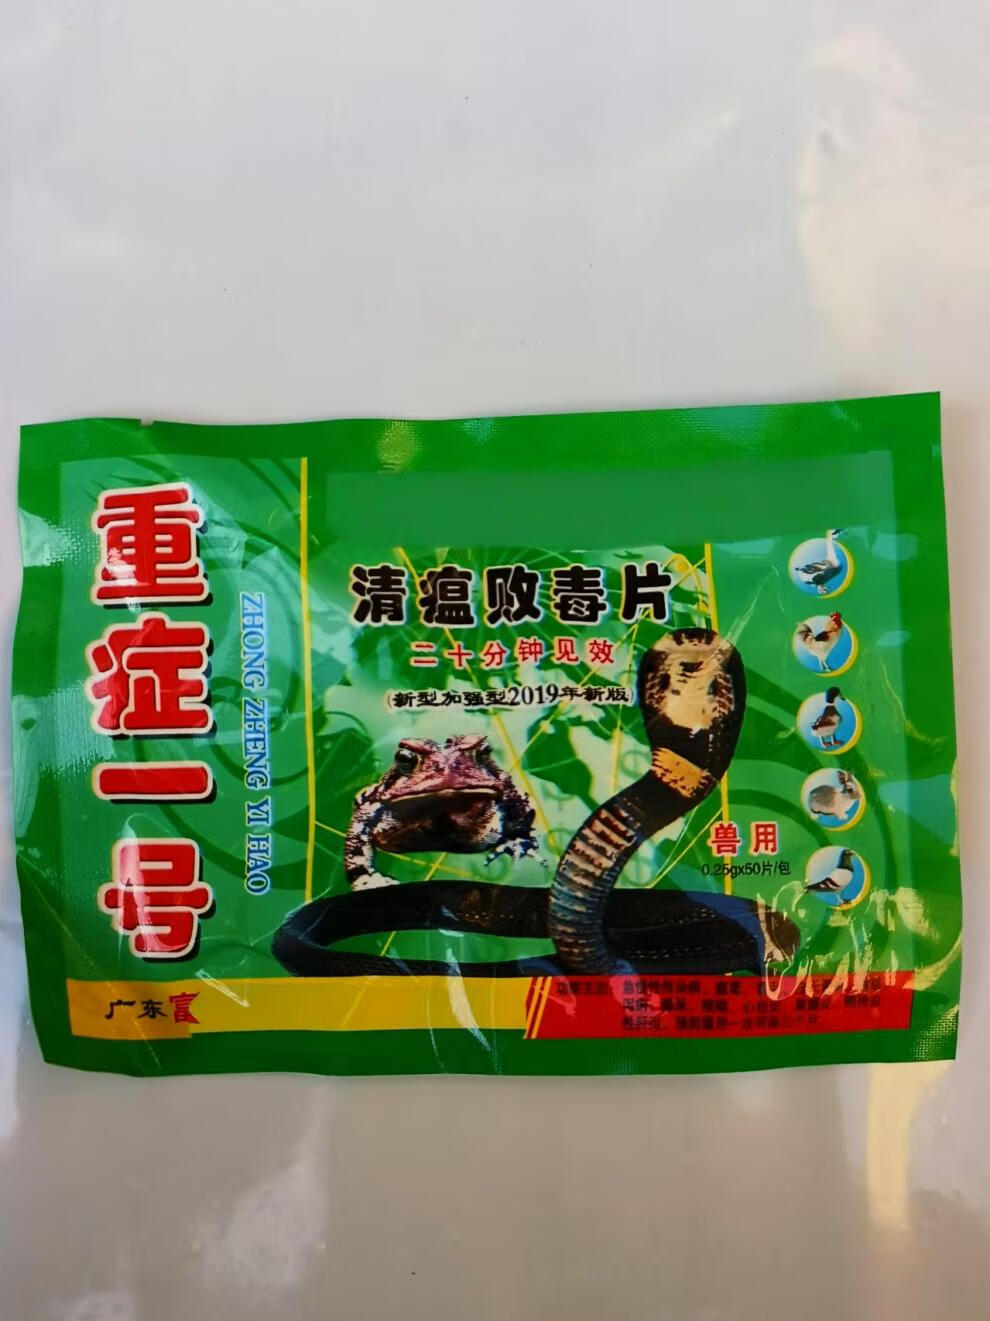 重症一号
ZHONG ZHENG YI HAO
清瘟败毒片
二十分钟见效
(新型加强型2019年新版)
兽用
0.25gx50片/包
广东富